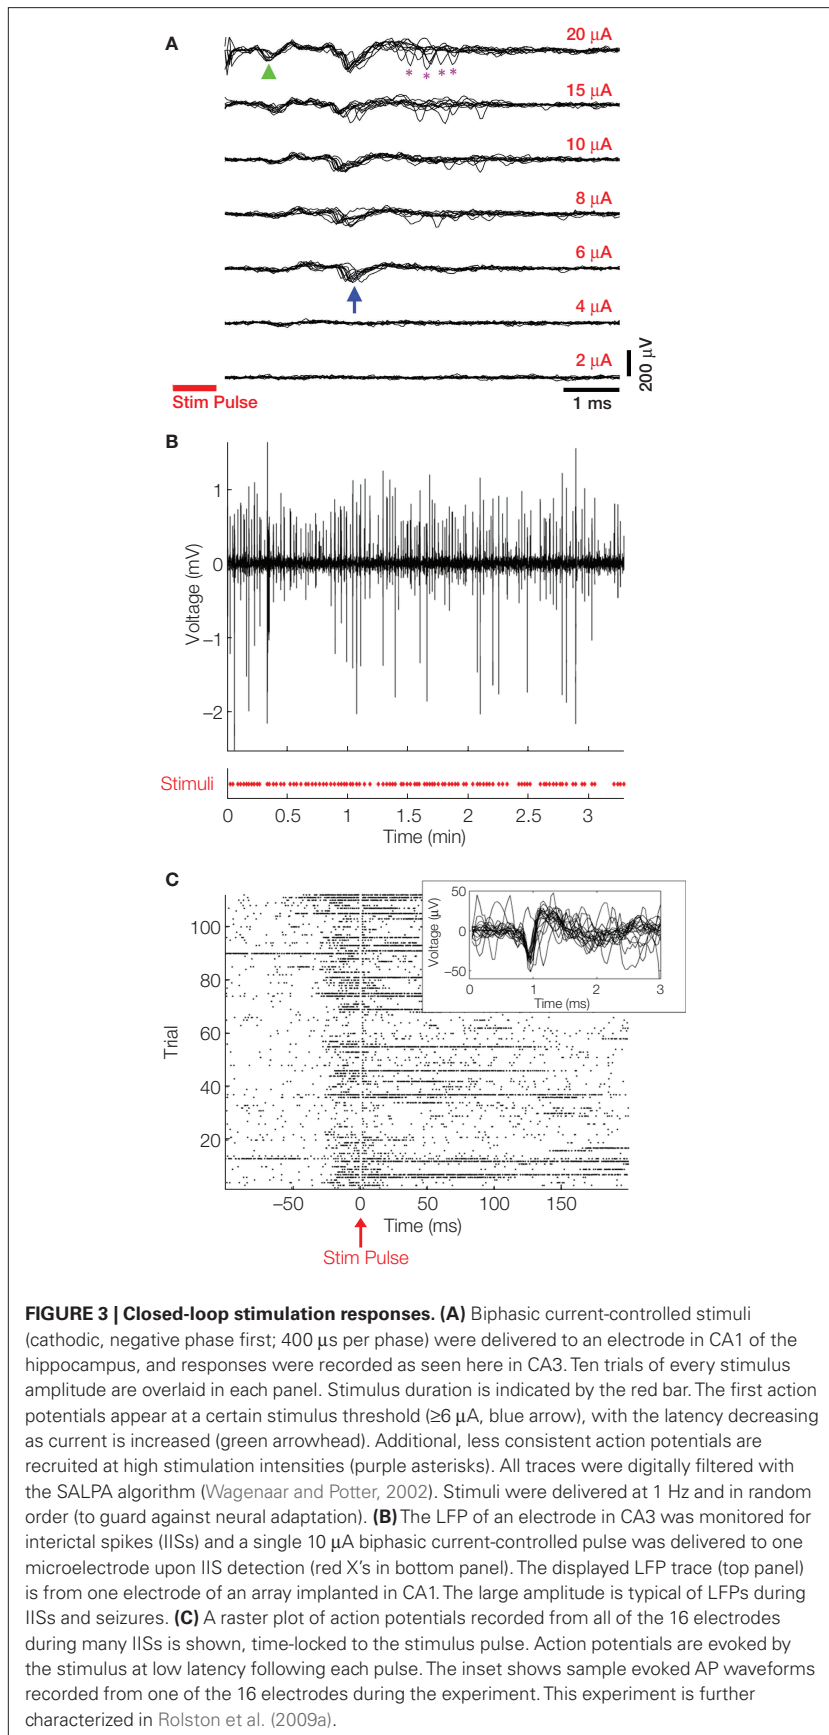 A
20 µA
* * * *
15 µA
10 µA
8 µA
6 µA
4 µA
2 µA
200 µV
Stim Pulse
1 ms
B
1
0
−1
−2
Voltage (mV)
Stimuli
0 0.5 1 1.5 2 2.5 3
Time (min)
C
100
80
60
40
20
Trial
50
0
−50
Voltage (µV)
0 1 2 3
Time (ms)
−50 0 50 100 150
Time (ms)
Stim Pulse
FIGURE 3 | Closed-loop stimulation responses. (A) Biphasic current-controlled stimuli
(cathodic, negative phase first; 400 µs per phase) were delivered to an electrode in CA1 of the
hippocampus, and responses were recorded as seen here in CA3. Ten trials of every stimulus
amplitude are overlaid in each panel. Stimulus duration is indicated by the red bar. The first action
potentials appear at a certain stimulus threshold (≥6 µA, blue arrow), with the latency decreasing
as current is increased (green arrowhead). Additional, less consistent action potentials are
recruited at high stimulation intensities (purple asterisks). All traces were digitally filtered with
the SALPA algorithm (Wagenaar and Potter, 2002). Stimuli were delivered at 1 Hz and in random
order (to guard against neural adaptation). (B) The LFP of an electrode in CA3 was monitored for
interictal spikes (IISs) and a single 10 µA biphasic current-controlled pulse was delivered to one
microelectrode upon IIS detection (red X's in bottom panel). The displayed LFP trace (top panel)
is from one electrode of an array implanted in CA1. The large amplitude is typical of LFPs during
IISs and seizures. (C) A raster plot of action potentials recorded from all of the 16 electrodes
during many IISs is shown, time-locked to the stimulus pulse. Action potentials are evoked by
the stimulus at low latency following each pulse. The inset shows sample evoked AP waveforms
recorded from one of the 16 electrodes during the experiment. This experiment is further
characterized in Rolston et al. (2009a).